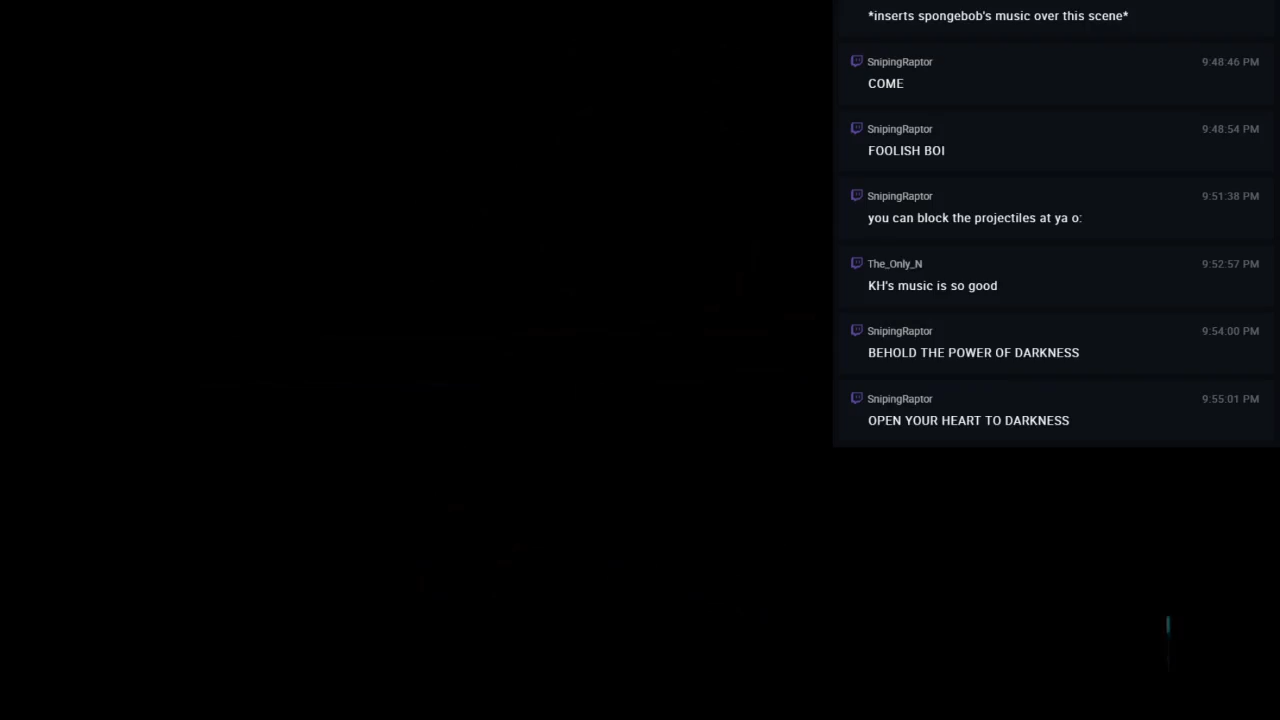 *inserts spongebob's music over this scene*
SnipingRaptor 9:48:46 PM
COME
SnipingRaptor 9:48:54 PM
FOOLISH BOI
SnipingRaptor 9:51:38 PM
you can block the projectiles at ya o:
The_Only_N 9:52:57 PM
KH's music is so good
SnipingRaptor 9:54:00 PM
BEHOLD THE POWER OF DARKNESS
SnipingRaptor 9:55:01 PM
OPEN YOUR HEART TO DARKNESS